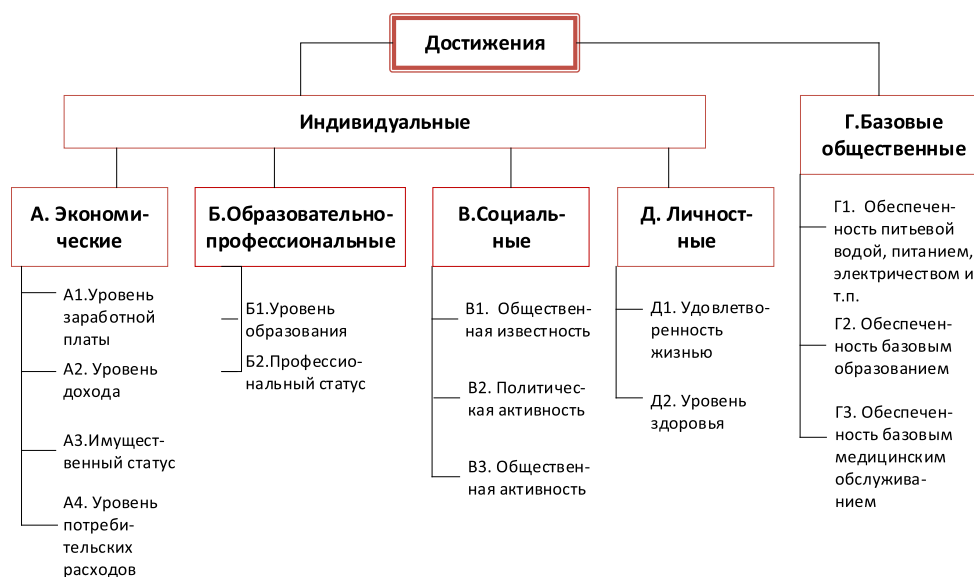 Достижения
Индивидуальные
Г.Базовые
общественные
А. Экономи-
ческие
Б.Образовательно-
профессиональные
В.Социаль-
ные
Д. Личност-
ные
А1.Уровень
заработной
платы
А2. Уровень
дохода
А3.Имущест-
венный статус
А4. Уровень
потреби-
тельских
расходов
Б1.Уровень
образования
Б2.Профессио-
нальный статус
В1. Обществен-
ная известность
В2. Политичес-
кая активность
В3. Обществен-
ная активность
Д1. Удовлетво-
ренность
жизнью
Д2. Уровень
здоровья
Г1. Обеспечен-
ность питьевой
водой, питанием,
электричеством и
т.п.
Г2. Обеспечен-
ность базовым
образованием
Г3. Обеспечен-
ность базовым
медицинским
обслужива-
нием